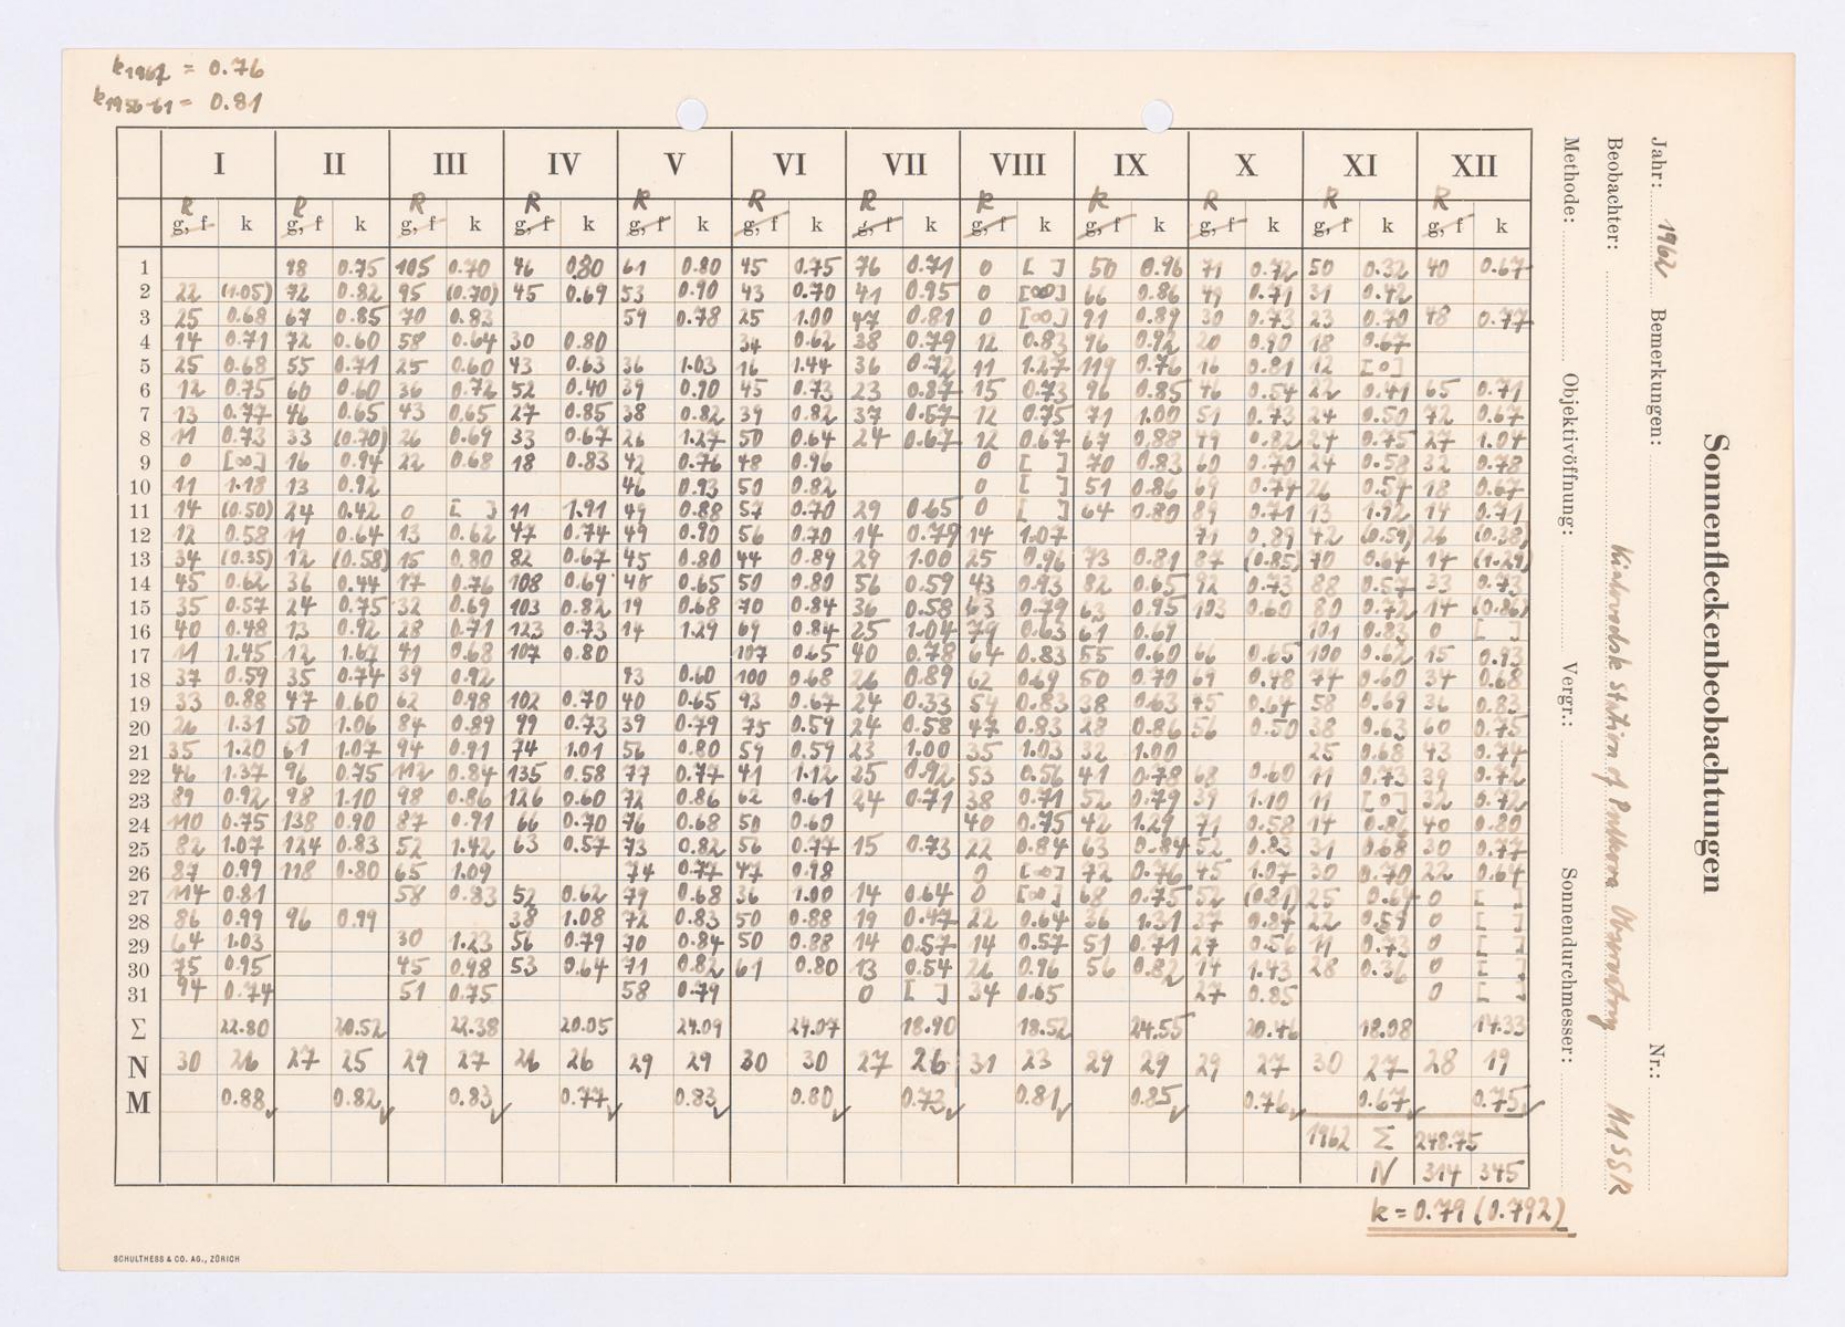 k1962 = 0.76
k1956-61 = 0.81
I II III IV V VI VII VIII IX X XI XII
R R R R R R R R R R R R
g, f k g, f k g, f k g, f k g, f k g, f k g, f k g, f k g, f k g, f k g, f k g, f k
1 48 0.75 105 0.70 46 0.80 61 0.80 45 0.75 76 0.71 0 [ ] 50 0.96 71 0.72 50 0.32 40 0.67
2 22 (1.05) 72 0.82 95 (0.70) 45 0.69 53 0.90 43 0.70 41 0.95 0 [∞] 66 0.86 49 0.71 31 0.42
3 25 0.68 67 0.85 70 0.83 59 0.78 25 1.00 47 0.81 0 [∞] 91 0.89 30 0.73 23 0.70 48 0.77
4 14 0.71 72 0.60 58 0.64 30 0.80 34 0.62 38 0.79 12 0.83 96 0.92 20 0.90 18 0.67
5 25 0.68 55 0.71 25 0.60 43 0.63 36 1.03 16 1.44 36 0.72 11 1.27 119 0.76 16 0.81 12 [0]
6 12 0.75 60 0.60 36 0.72 52 0.40 39 0.90 45 0.73 23 0.87 15 0.73 96 0.85 46 0.54 22 0.41 65 0.71
7 13 0.77 46 0.65 43 0.65 27 0.85 38 0.82 39 0.82 37 0.57 12 0.75 71 1.00 51 0.73 24 0.50 72 0.67
8 11 0.73 33 (0.70) 26 0.69 33 0.67 26 1.27 50 0.64 24 0.67 12 0.67 67 0.88 49 0.82 24 0.75 27 1.04
9 0 [∞] 16 0.94 22 0.68 18 0.83 42 0.76 48 0.96 0 [ ] 70 0.83 60 0.70 24 0.58 32 0.78
10 11 1.18 13 0.92 46 0.93 50 0.82 0 [ ] 51 0.86 69 0.74 26 0.54 18 0.67
11 14 (0.50) 24 0.42 0 [ ] 11 1.91 49 0.88 57 0.70 29 0.65 0 [ ] 64 0.80 89 0.71 13 1.92 14 0.71
12 12 0.58 11 0.64 13 0.62 47 0.74 49 0.90 56 0.70 14 0.79 14 1.07 71 0.89 42 (0.59) 26 (0.38)
13 34 (0.35) 12 (0.58) 15 0.80 82 0.67 45 0.80 44 0.89 29 1.00 25 0.96 73 0.81 87 (0.85) 70 0.64 14 (1.29)
14 45 0.62 36 0.44 17 0.76 108 0.69 48 0.65 50 0.80 56 0.59 43 0.93 82 0.65 92 0.73 88 0.57 33 0.73
15 35 0.57 24 0.75 32 0.69 103 0.82 19 0.68 70 0.84 36 0.58 63 0.79 63 0.95 103 0.60 80 0.72 14 (0.86)
16 40 0.48 13 0.92 28 0.71 123 0.73 14 1.29 69 0.84 25 1.04 79 0.63 61 0.69 101 0.83 0 [ ]
17 11 1.45 12 1.67 41 0.68 107 0.80 107 0.65 40 0.78 64 0.83 55 0.60 66 0.65 100 0.62 15 0.93
18 37 0.59 35 0.74 39 0.92 43 0.60 100 0.68 26 0.89 62 0.69 50 0.70 69 0.48 74 0.60 34 0.68
19 33 0.88 47 0.60 62 0.98 102 0.70 40 0.65 93 0.67 24 0.33 54 0.83 38 0.63 45 0.64 58 0.69 36 0.83
20 26 1.31 50 1.06 84 0.89 99 0.73 39 0.79 75 0.59 24 0.58 47 0.83 28 0.86 56 0.50 38 0.63 60 0.75
21 35 1.20 61 1.07 94 0.91 74 1.01 56 0.80 59 0.59 23 1.00 35 1.03 32 1.00 25 0.68 43 0.74
22 46 1.37 96 0.75 112 0.84 135 0.58 77 0.77 41 1.12 25 0.92 53 0.56 41 0.78 68 0.60 11 0.73 39 0.72
23 89 0.92 98 1.10 98 0.86 126 0.60 72 0.86 62 0.61 24 0.71 38 0.71 52 0.79 39 1.10 11 [0] 32 0.72
24 110 0.75 138 0.90 87 0.91 66 0.70 76 0.68 50 0.60 40 0.75 42 1.29 71 0.58 14 0.82 40 0.80
25 82 1.07 124 0.83 52 1.42 63 0.57 73 0.82 56 0.77 15 0.73 22 0.84 63 0.84 52 0.83 31 0.68 30 0.77
26 87 0.99 118 0.80 65 1.09 74 0.77 47 0.98 0 [∞] 72 0.76 45 1.07 30 0.70 22 0.64
27 114 0.81 58 0.83 52 0.62 79 0.68 36 1.00 14 0.64 0 [∞] 68 0.75 52 (0.81) 25 0.64 0 [ ]
28 86 0.99 96 0.99 38 1.08 72 0.83 50 0.88 19 0.47 22 0.64 36 1.31 37 0.84 22 0.59 0 [ ]
29 64 1.03 30 1.23 56 0.79 70 0.84 50 0.88 14 0.57 14 0.57 51 0.71 27 0.56 11 0.73 0 [ ]
30 75 0.95 45 0.98 53 0.64 71 0.82 61 0.80 13 0.54 26 0.96 56 0.82 14 1.43 28 0.36 0 [ ]
31 94 0.74 51 0.75 58 0.79 0 [ ] 34 0.65 27 0.85 0 [ ]
Σ 22.80 20.52 22.38 20.05 24.09 24.07 18.90 18.52 24.55 20.46 18.08 14.33
N 30 26 27 25 29 27 26 26 29 29 30 30 27 26 31 23 29 29 29 27 30 27 28 19
M 0.88 0.82 0.83 0.77 0.83 0.80 0.73 0.81 0.85 0.76 0.67 0.75
1962 Σ 248.75
N 314 345
k = 0.79 (0.792)
SCHULTHESS & CO. AG., ZÜRICH
Sonnenfleckenbeobachtungen
Jahr: 1962 Bemerkungen: Nr.:
Beobachter: station of Observatory
Methode: Objektivöffnung: Vergr.: Sonnendurchmesser: